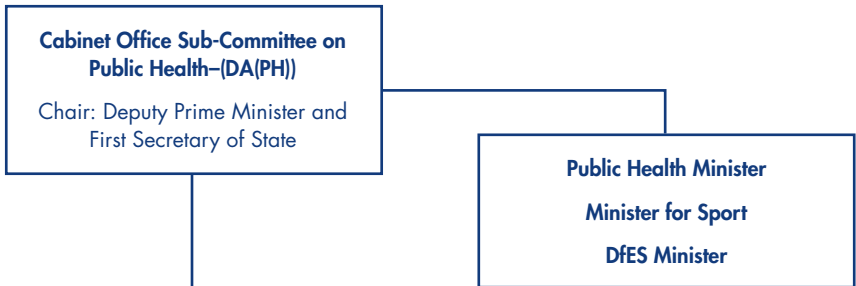 Cabinet Office Sub-Committee on
Public Health–(DA(PH))
Chair: Deputy Prime Minister and
First Secretary of State
Public Health Minister
Minister for Sport
DfES Minister